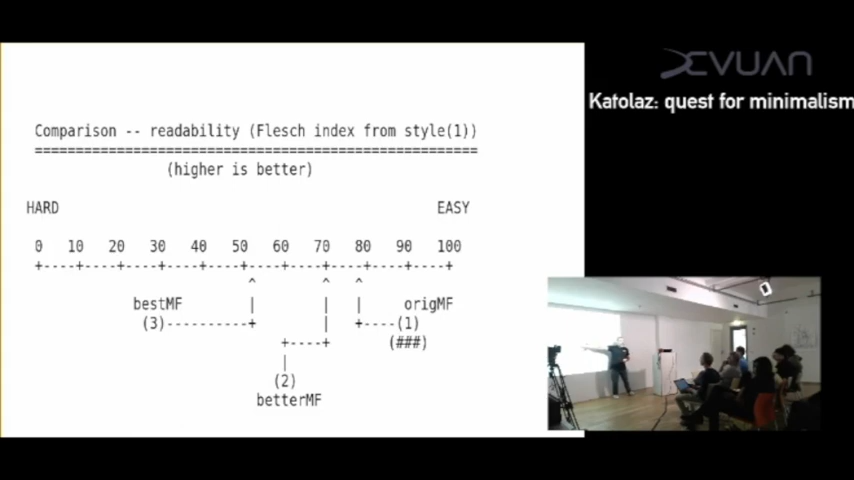 DEVUAN
Katolaz: quest for minimalism
Comparison -- readability (Flesch index from style(1))
======================================================
(higher is better)
HARD EASY
0 10 20 30 40 50 60 70 80 90 100
+----+----+----+----+----+----+----+----+----+----+
^ ^ ^
bestMF | | | origMF
(3)----------+ | +----(1)
+----+ (###)
|
(2)
betterMF